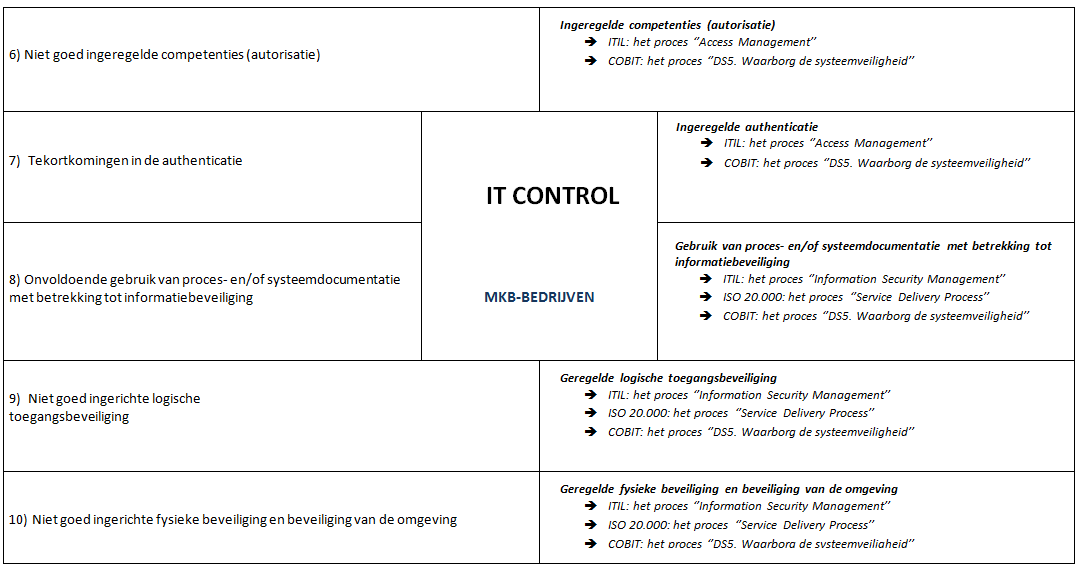 6) Niet goed ingeregelde competenties (autorisatie)
Ingeregelde competenties (autorisatie)
➔ ITIL: het proces “Access Management”
➔ COBIT: het proces “DS5. Waarborg de systeemveiligheid”
7) Tekortkomingen in de authenticatie
IT CONTROL
MKB-BEDRIJVEN
Ingeregelde authenticatie
➔ ITIL: het proces “Access Management”
➔ COBIT: het proces “DS5. Waarborg de systeemveiligheid”
8) Onvoldoende gebruik van proces- en/of systeemdocumentatie
met betrekking tot informatiebeveiliging
Gebruik van proces- en/of systeemdocumentatie met betrekking tot
informatiebeveiliging
➔ ITIL: het proces “Information Security Management”
➔ ISO 20.000: het proces “Service Delivery Process”
➔ COBIT: het proces “DS5. Waarborg de systeemveiligheid”
9) Niet goed ingerichte logische
toegangsbeveiliging
Geregelde logische toegangsbeveiliging
➔ ITIL: het proces “Information Security Management”
➔ ISO 20.000: het proces “Service Delivery Process”
➔ COBIT: het proces “DS5. Waarborg de systeemveiligheid”
10) Niet goed ingerichte fysieke beveiliging en beveiliging van de omgeving
Geregelde fysieke beveiliging en beveiliging van de omgeving
➔ ITIL: het proces “Information Security Management”
➔ ISO 20.000: het proces “Service Delivery Process”
➔ COBIT: het proces “DS5. Waarborg de systeemveiligheid”